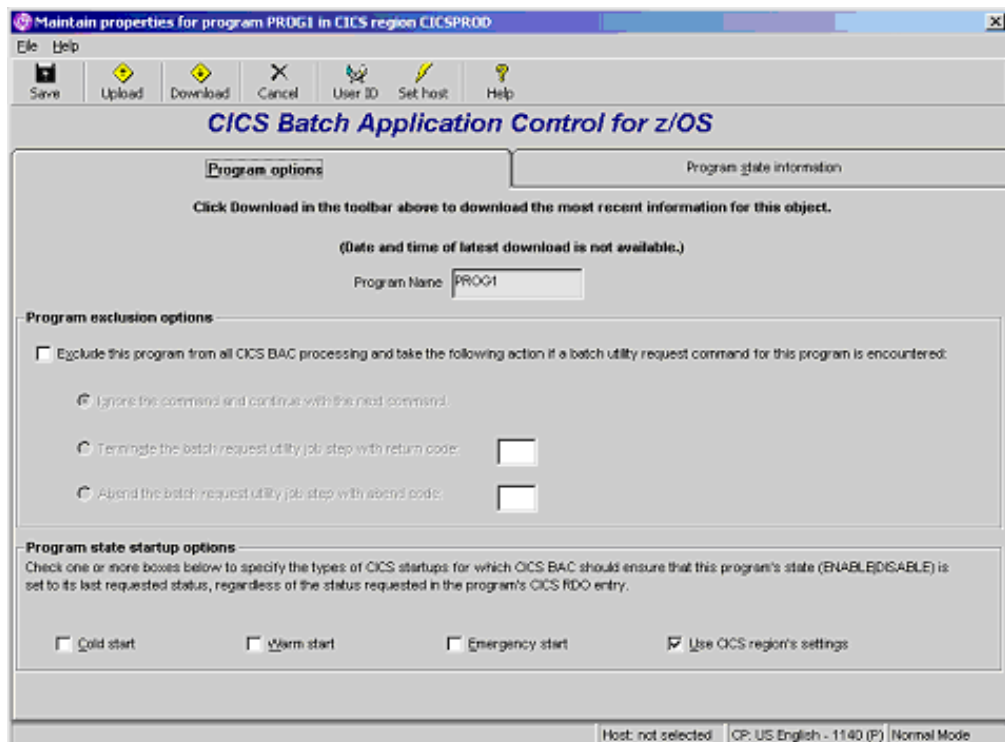 Maintain properties for program PROG1 in CICS region CICSPROD
File Help
Save Upload Download Cancel User ID Set host Help
CICS Batch Application Control for z/OS
Program options Program state information
Click Download in the toolbar above to download the most recent information for this object.
(Date and time of latest download is not available.)
Program Name PROG1
Program exclusion options
Exclude this program from all CICS BAC processing and take the following action if a batch utility request command for this program is encountered:
Ignore the command and continue with the next command.
Terminate the batch request utility job step with return code:
Abend the batch request utility job step with abend code:
Program state startup options
Check one or more boxes below to specify the types of CICS startups for which CICS BAC should ensure that this program's state (ENABLE|DISABLE) is
set to its last requested status, regardless of the status requested in the program's CICS RDO entry.
Cold start Warm start Emergency start Use CICS region's settings
Host: not selected CP: US English - 1140 (P) Normal Mode